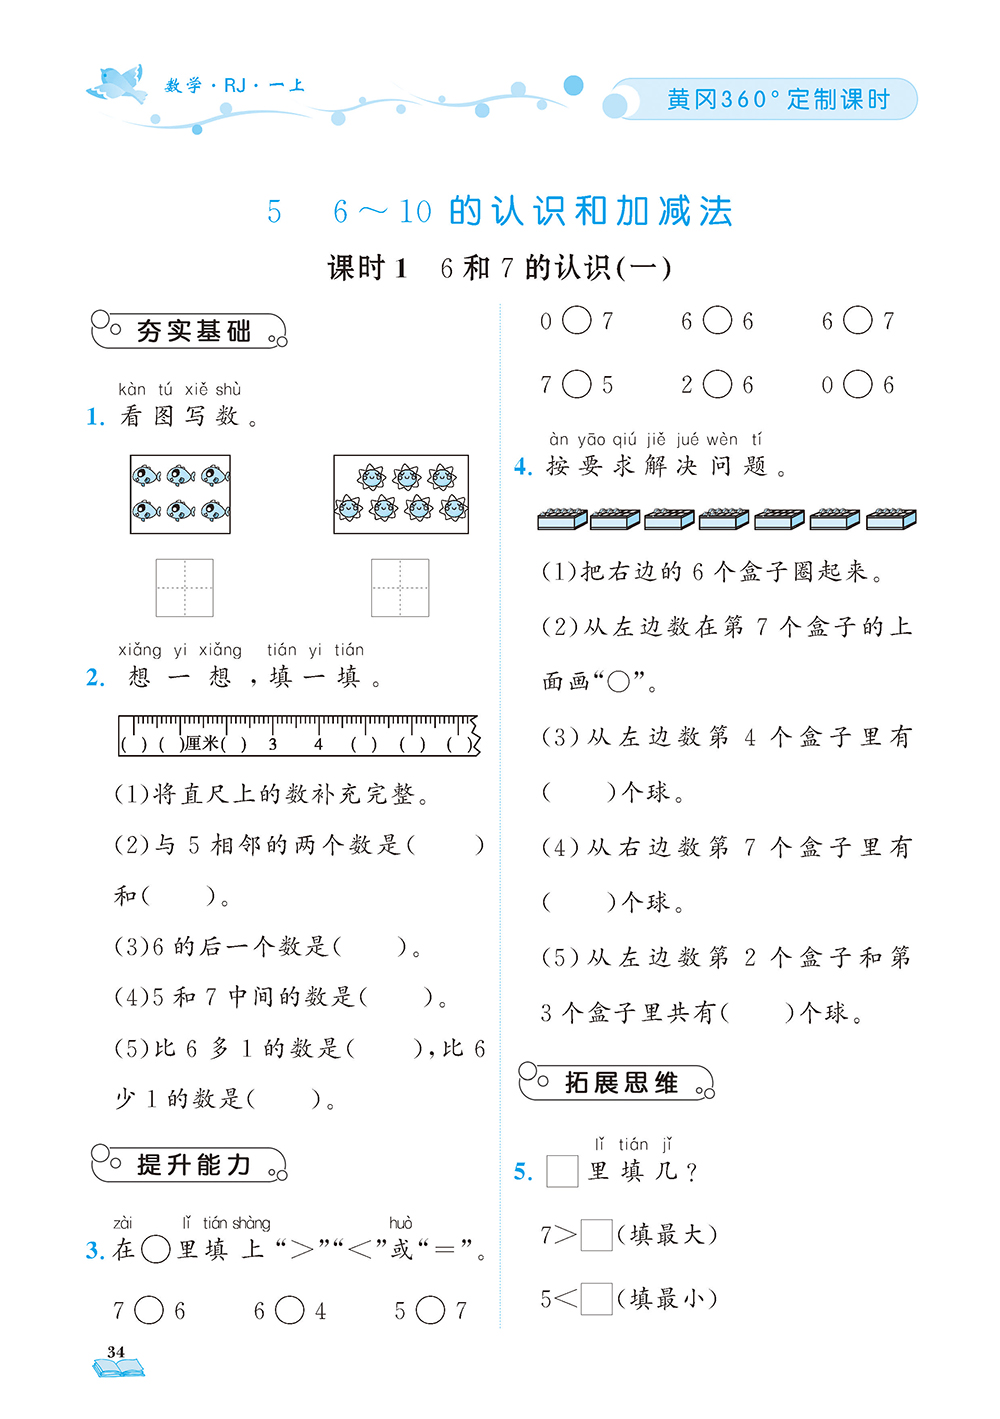 数学·RJ·一上
黄冈360°定制课时
5 6～10的认识和加减法
课时1 6和7的认识(一)
夯实基础
kàn tú xiě shù
1. 看图写数。
xiǎng yi xiǎng tián yi tián
2. 想一想，填一填。
( ) ( )厘米( ) 3 4 ( ) ( ) ( )
(1)将直尺上的数补充完整。
(2)与5相邻的两个数是( )
和( )。
(3)6的后一个数是( )。
(4)5和7中间的数是( )。
(5)比6多1的数是( ),比6
少1的数是( )。
提升能力
zài lǐ tián shàng huò
3. 在○里填上“＞”“＜”或“＝”。
7○6 6○4 5○7
0○7 6○6 6○7
7○5 2○6 0○6
àn yāo qiú jiě jué wèn tí
4. 按要求解决问题。
(1)把右边的6个盒子圈起来。
(2)从左边数在第7个盒子的上
面画“○”。
(3)从左边数第4个盒子里有
( )个球。
(4)从右边数第7个盒子里有
( )个球。
(5)从左边数第2个盒子和第
3个盒子里共有( )个球。
拓展思维
lǐ tián jǐ
5. □里填几?
7＞□(填最大)
5＜□(填最小)
34